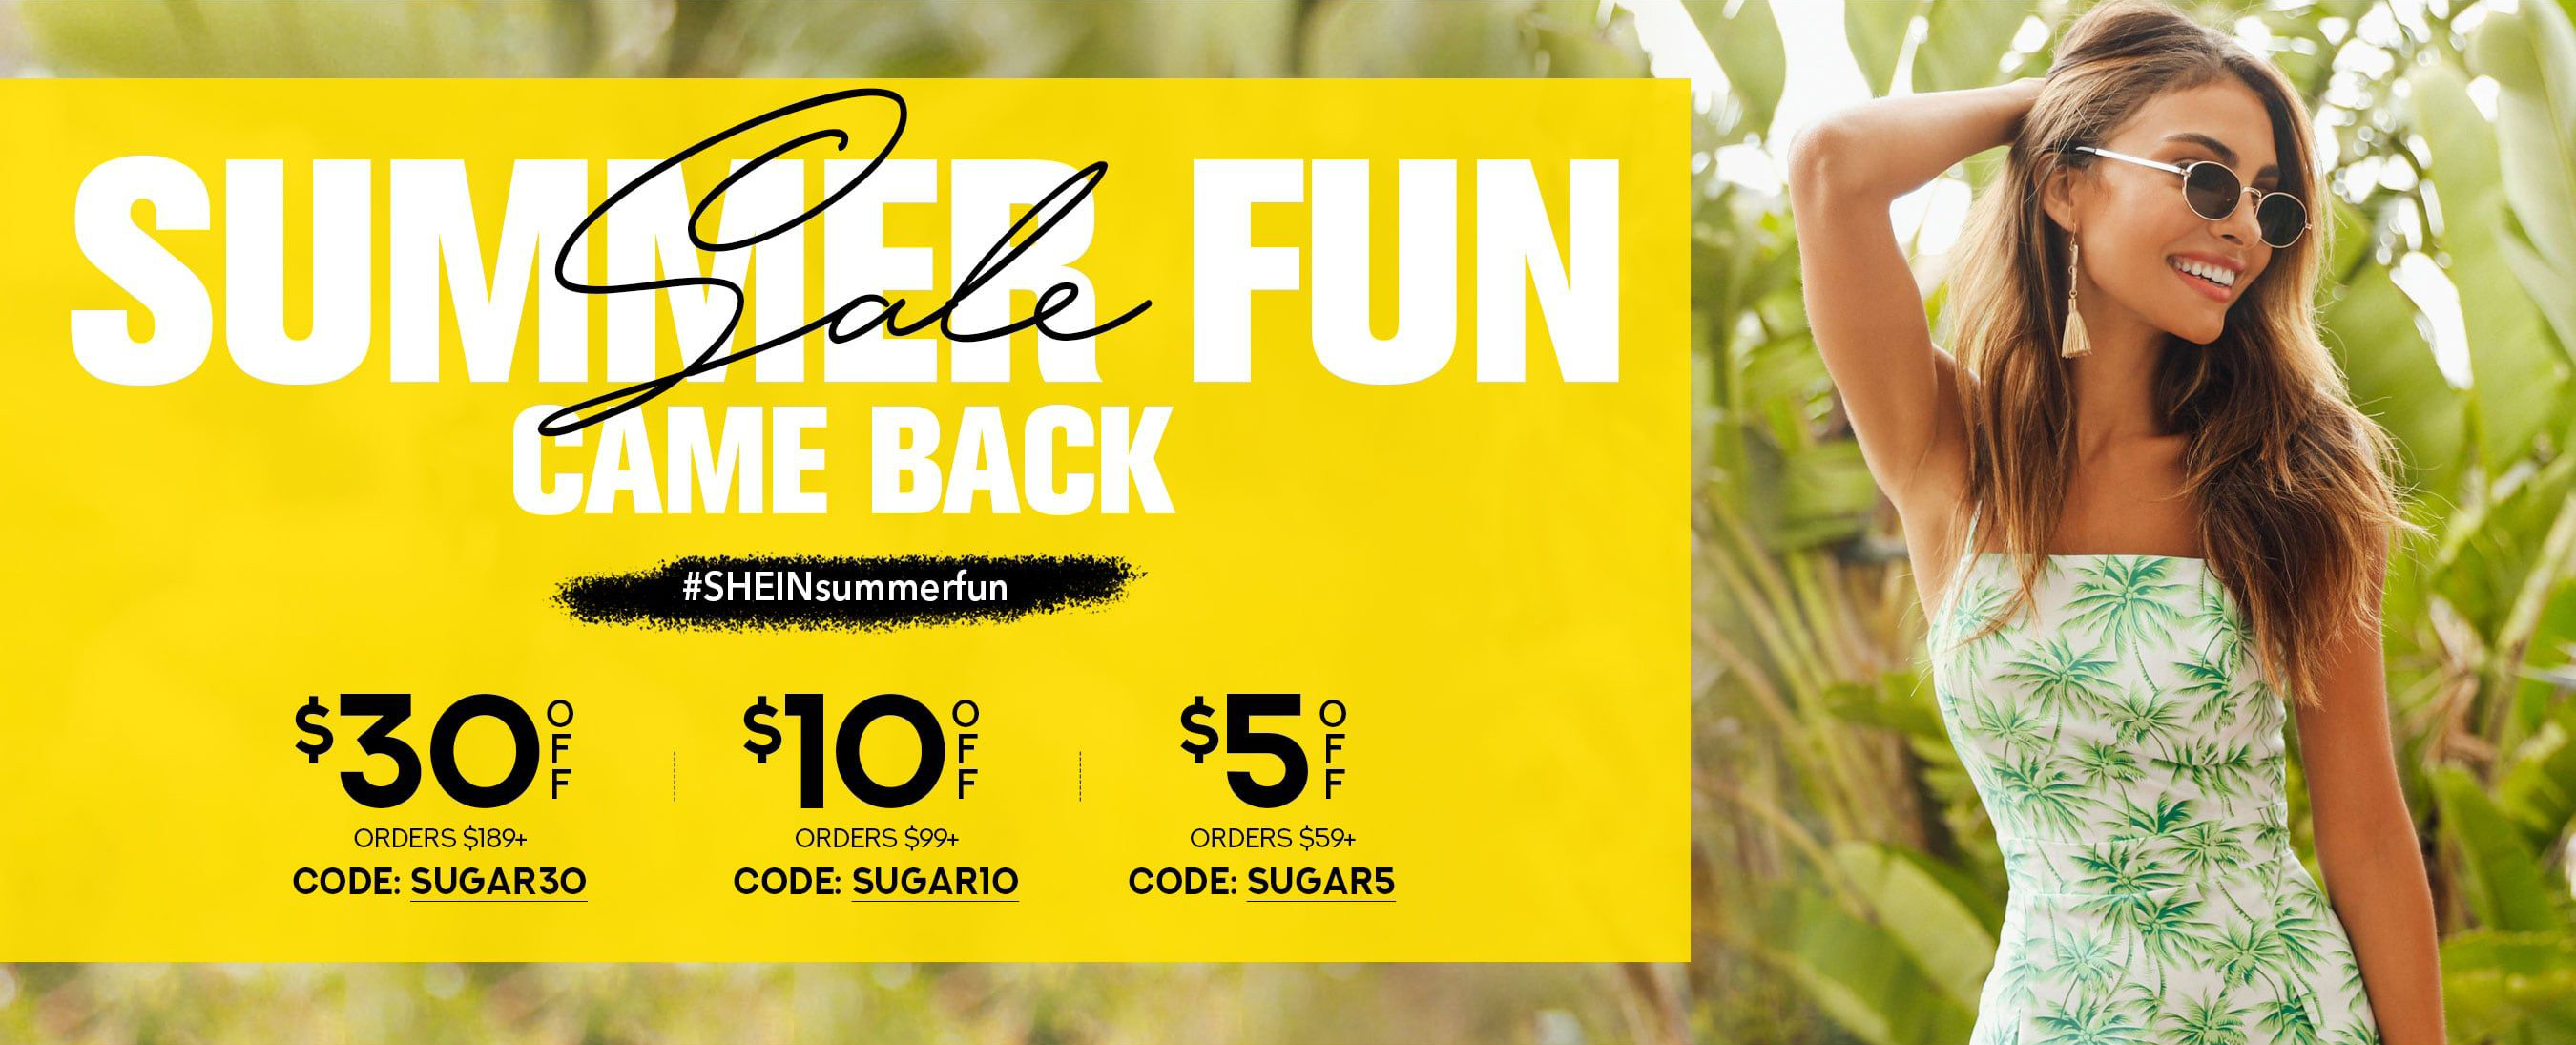 SUMMER FUN
Sale
CAME BACK
#SHEINsummerfun
$30 OFF
ORDERS $189+
CODE: SUGAR30
$10 OFF
ORDERS $99+
CODE: SUGAR10
$5 OFF
ORDERS $59+
CODE: SUGAR5